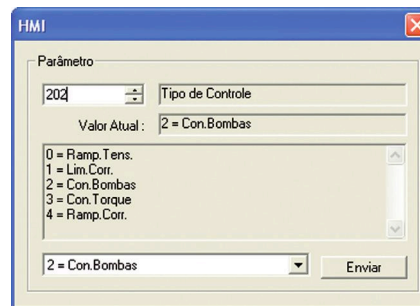 HMI
Parâmetro
202 Tipo de Controle
Valor Atual : 2 = Con.Bombas
0 = Ramp.Tens.
1 = Lim.Corr.
2 = Con.Bombas
3 = Con.Torque
4 = Ramp.Corr.
2 = Con.Bombas Enviar